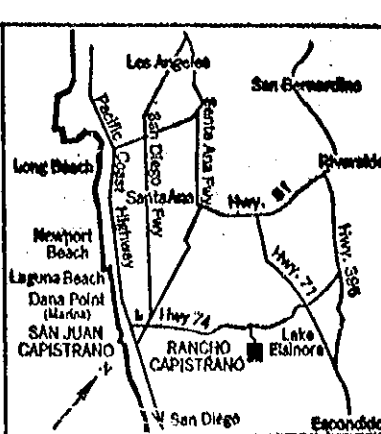 Los Angeles
San Bernardino
Pacific Coast Highway
San Diego Fwy
Santa Ana Fwy
Long Beach
Riverside
Santa Ana
Hwy. 91
Newport
Beach
Hwy. 71
Hwy. 395
Laguna Beach
Dana Point
(Marina)
SAN JUAN
CAPISTRANO
Hwy 74
RANCHO
CAPISTRANO
Lake
Elsinore
San Diego
Escondido